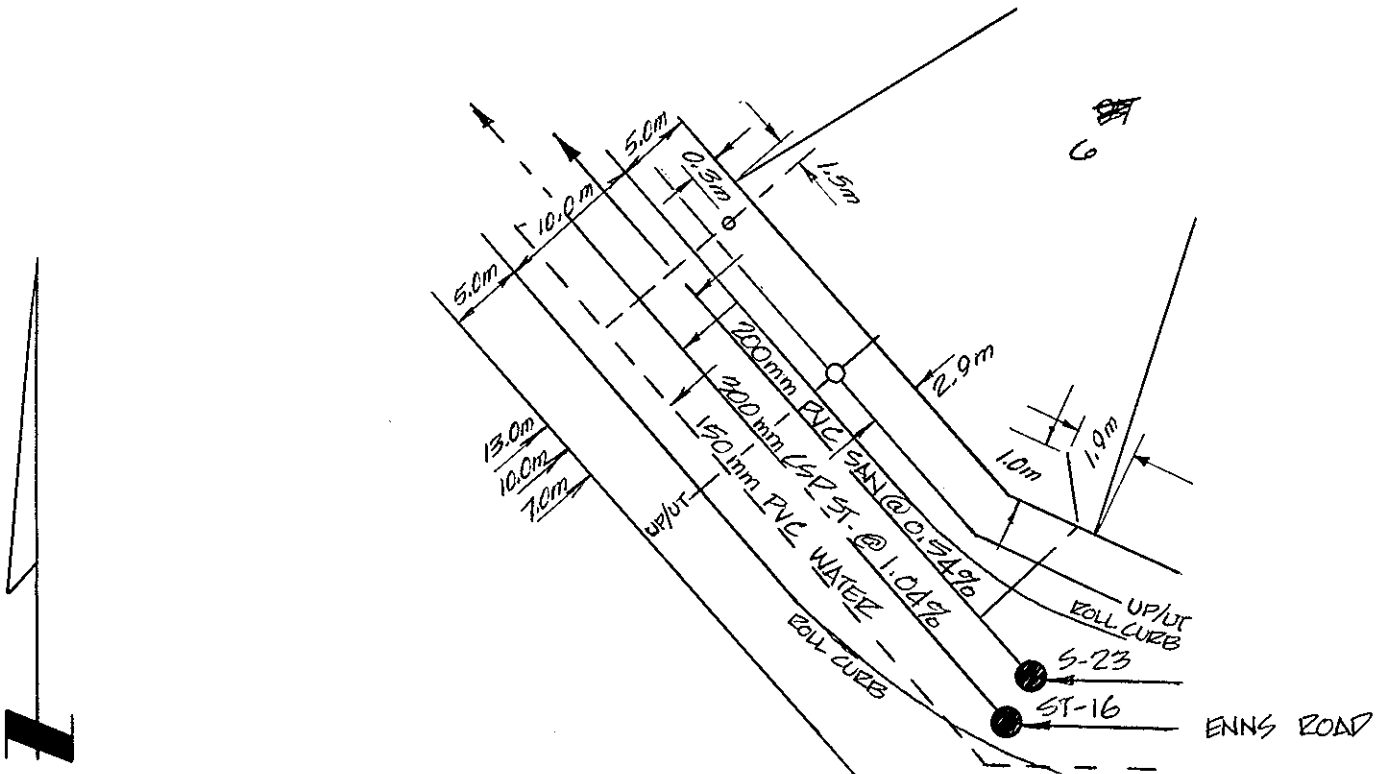 6
5.0m
0.3m
1.5m
10.0m
5.0m
2.9m
1.0m
1.9m
13.0m
10.0m
7.0m
UP/UT
200mm PVC SAN @ 0.54%
300mm CSP ST. @ 1.04%
150mm PVC WATER
UP/UT
ROLL CURB
ROLL CURB
S-23
ST-16
ENNS ROAD